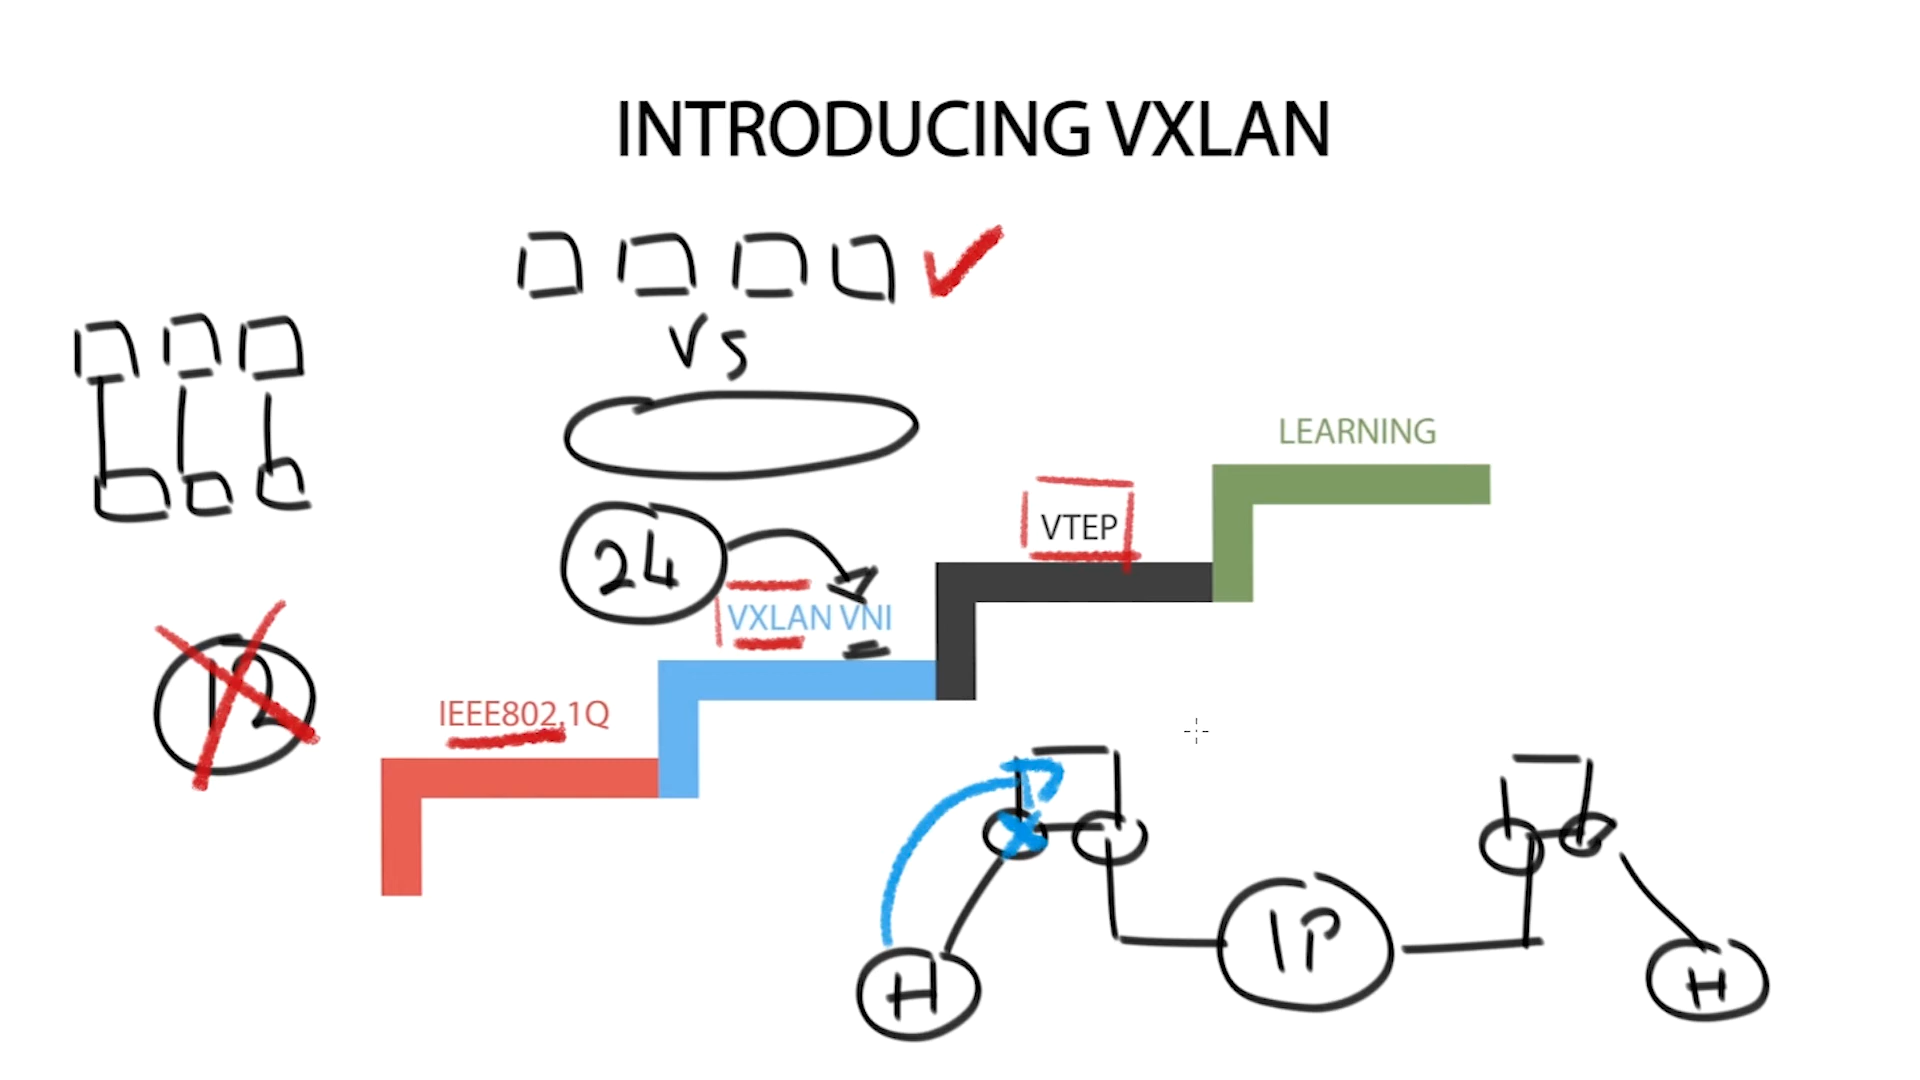 INTRODUCING VXLAN
VS
LEARNING
VTEP
24
VXLAN VNI
12
IEEE802,1Q
IP
H
H